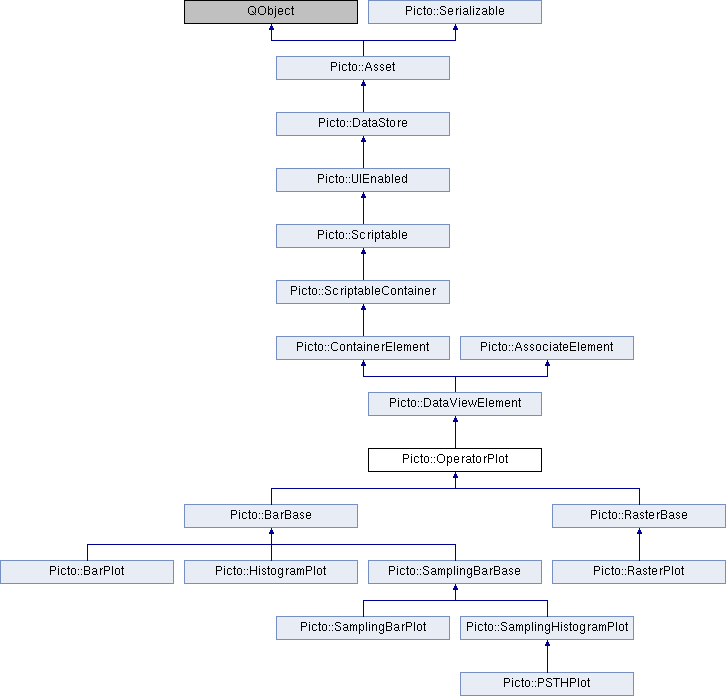 QObject
Picto::Serializable
Picto::Asset
Picto::DataStore
Picto::UIEnabled
Picto::Scriptable
Picto::ScriptableContainer
Picto::ContainerElement
Picto::AssociateElement
Picto::DataViewElement
Picto::OperatorPlot
Picto::BarBase
Picto::RasterBase
Picto::BarPlot
Picto::HistogramPlot
Picto::SamplingBarBase
Picto::RasterPlot
Picto::SamplingBarPlot
Picto::SamplingHistogramPlot
Picto::PSTHPlot